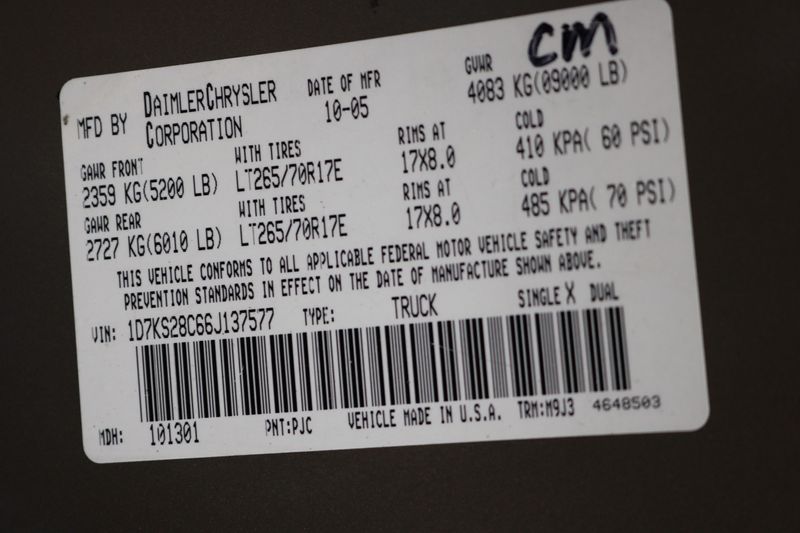 cm
MFD BY DAIMLERCHRYSLER CORPORATION
DATE OF MFR 10-05
GVWR 4083 KG(09000 LB)
GAWR FRONT WITH TIRES RIMS AT COLD
2359 KG(5200 LB) LT265/70R17E 17X8.0 410 KPA( 60 PSI)
GAWR REAR WITH TIRES RIMS AT COLD
2727 KG(6010 LB) LT265/70R17E 17X8.0 485 KPA( 70 PSI)
THIS VEHICLE CONFORMS TO ALL APPLICABLE FEDERAL MOTOR VEHICLE SAFETY AND THEFT
PREVENTION STANDARDS IN EFFECT ON THE DATE OF MANUFACTURE SHOWN ABOVE.
VIN: 1D7KS28C66J137577 TYPE: TRUCK SINGLE X DUAL
MDH: 101301 PNT:PJC VEHICLE MADE IN U.S.A. TRM:M9J3 4648503